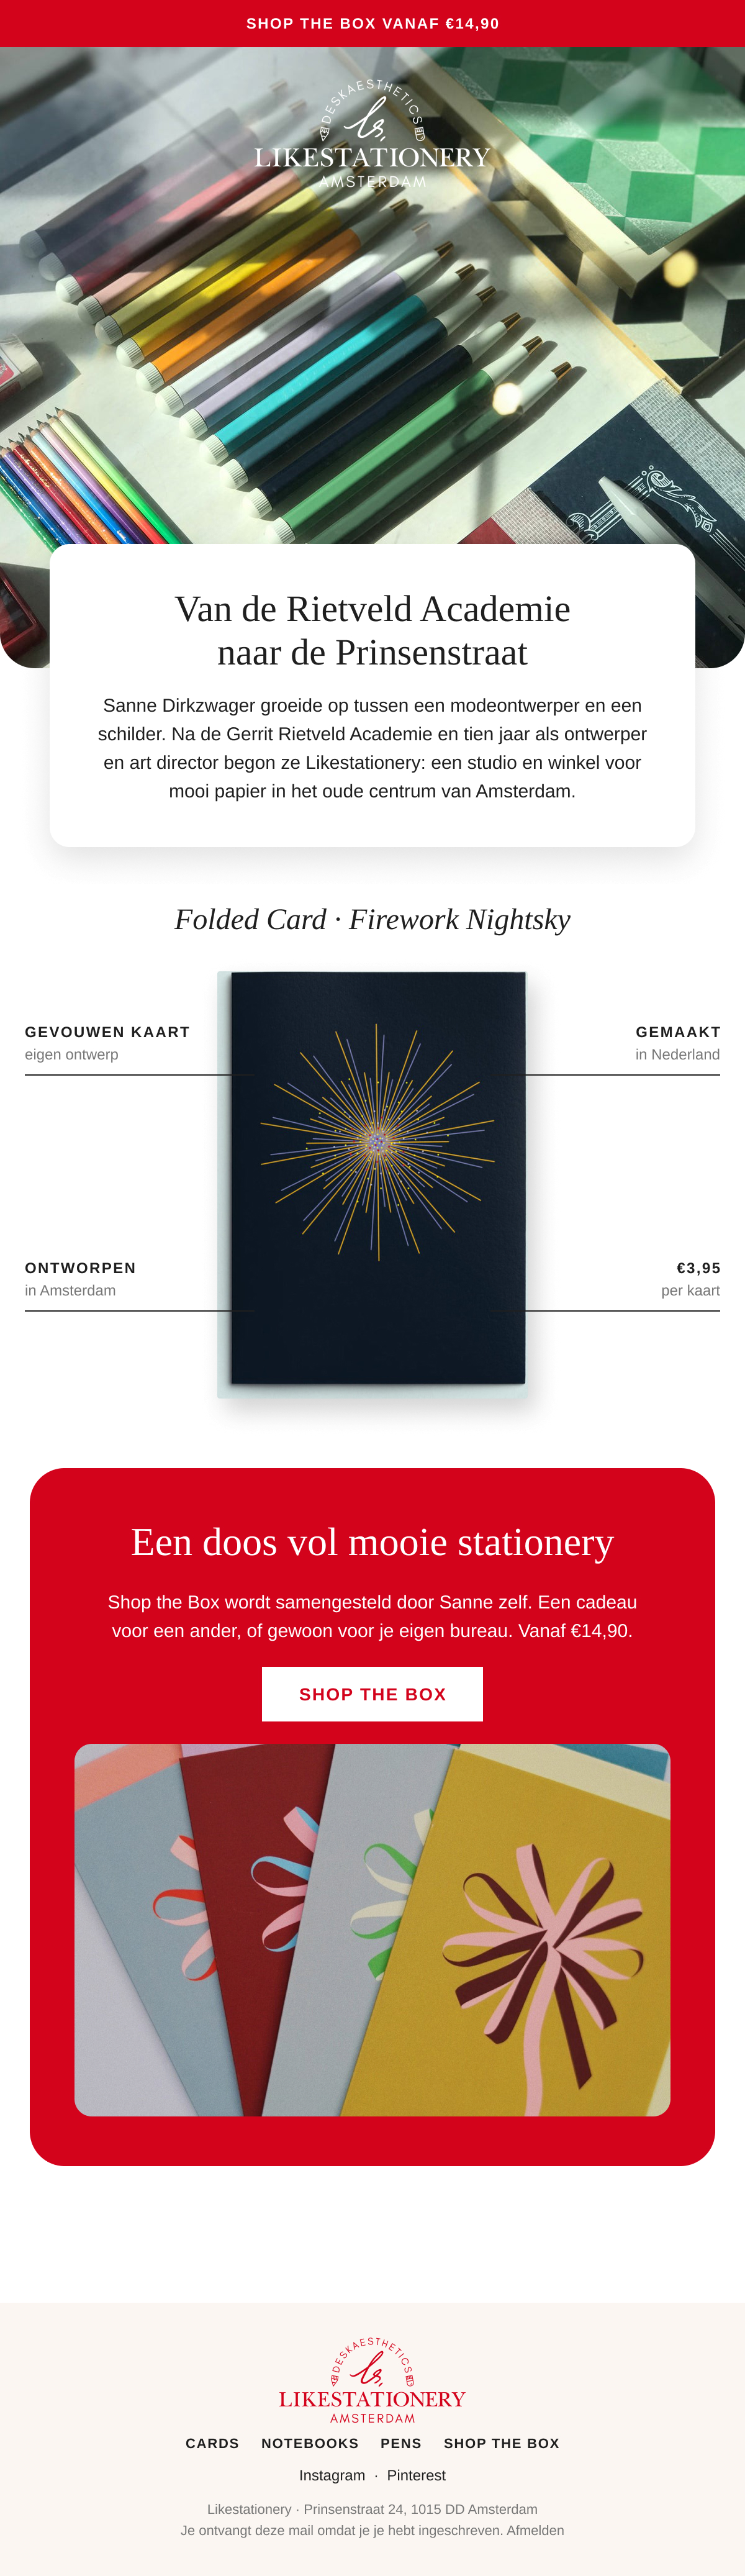 SHOP THE BOX VANAF €14,90
DESKAESTHETICS
ls,
LIKESTATIONERY
AMSTERDAM
Van de Rietveld Academie
naar de Prinsenstraat
Sanne Dirkzwager groeide op tussen een modeontwerper en een
schilder. Na de Gerrit Rietveld Academie en tien jaar als ontwerper
en art director begon ze Likestationery: een studio en winkel voor
mooi papier in het oude centrum van Amsterdam.
Folded Card · Firework Nightsky
GEVOUWEN KAART
eigen ontwerp
GEMAAKT
in Nederland
ONTWORPEN
in Amsterdam
€3,95
per kaart
Een doos vol mooie stationery
Shop the Box wordt samengesteld door Sanne zelf. Een cadeau
voor een ander, of gewoon voor je eigen bureau. Vanaf €14,90.
SHOP THE BOX
DESKAESTHETICS
ls,
LIKESTATIONERY
AMSTERDAM
CARDS NOTEBOOKS PENS SHOP THE BOX
Instagram · Pinterest
Likestationery · Prinsenstraat 24, 1015 DD Amsterdam
Je ontvangt deze mail omdat je je hebt ingeschreven. Afmelden